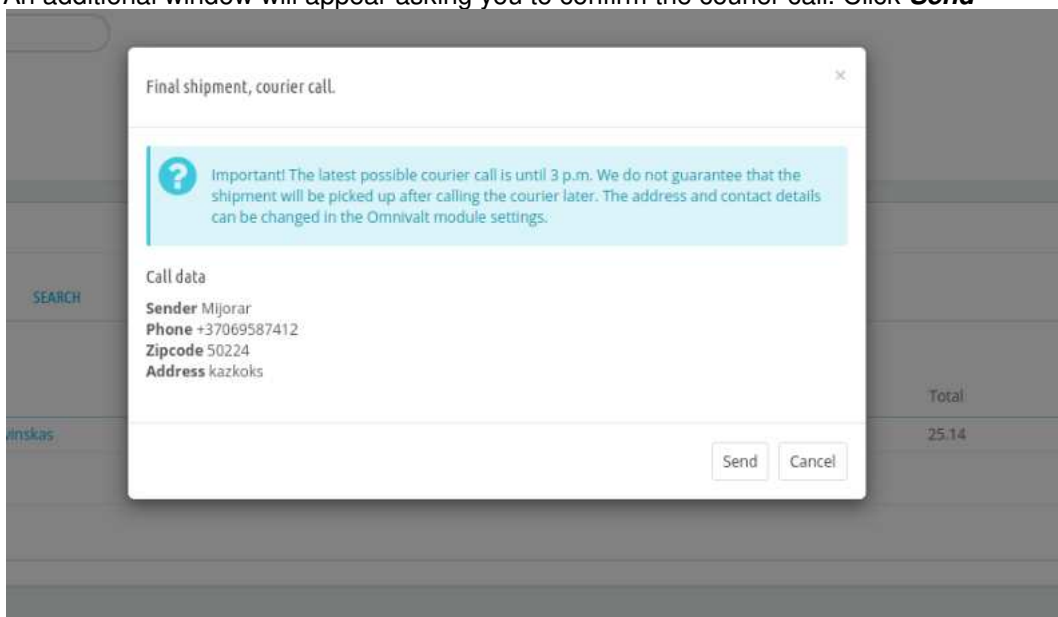 An additional window will appear asking you to confirm the courier call. Click Send
Final shipment, courier call.
×
Important! The latest possible courier call is until 3 p.m. We do not guarantee that the
shipment will be picked up after calling the courier later. The address and contact details
can be changed in the Omnivalt module settings.
Call data
SEARCH
Sender Mijorar
Phone +37069587412
Zipcode 50224
Address kazkoks
Total
vinskas
25.14
Send Cancel